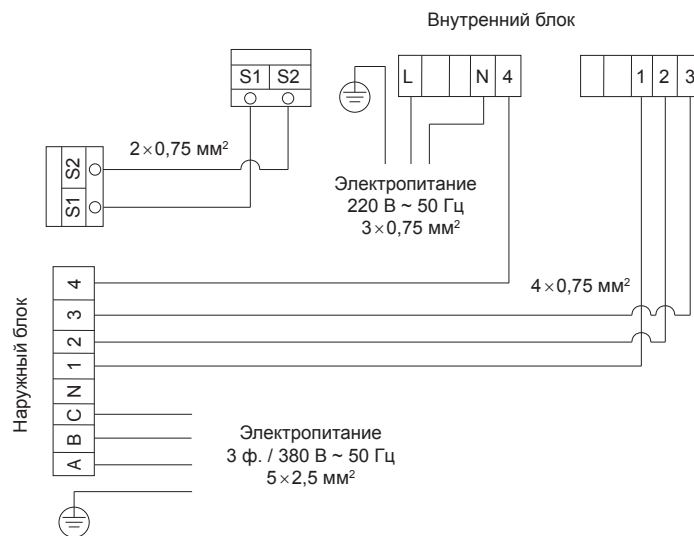 Внутренний блок
S1 S2
L N 4
1 2 3
2×0,75 мм²
S2
S1
Электропитание
220 В ~ 50 Гц
3×0,75 мм²
4×0,75 мм²
Наружный блок
4
3
2
1
N
C
B
A
Электропитание
3 ф. / 380 В ~ 50 Гц
5×2,5 мм²